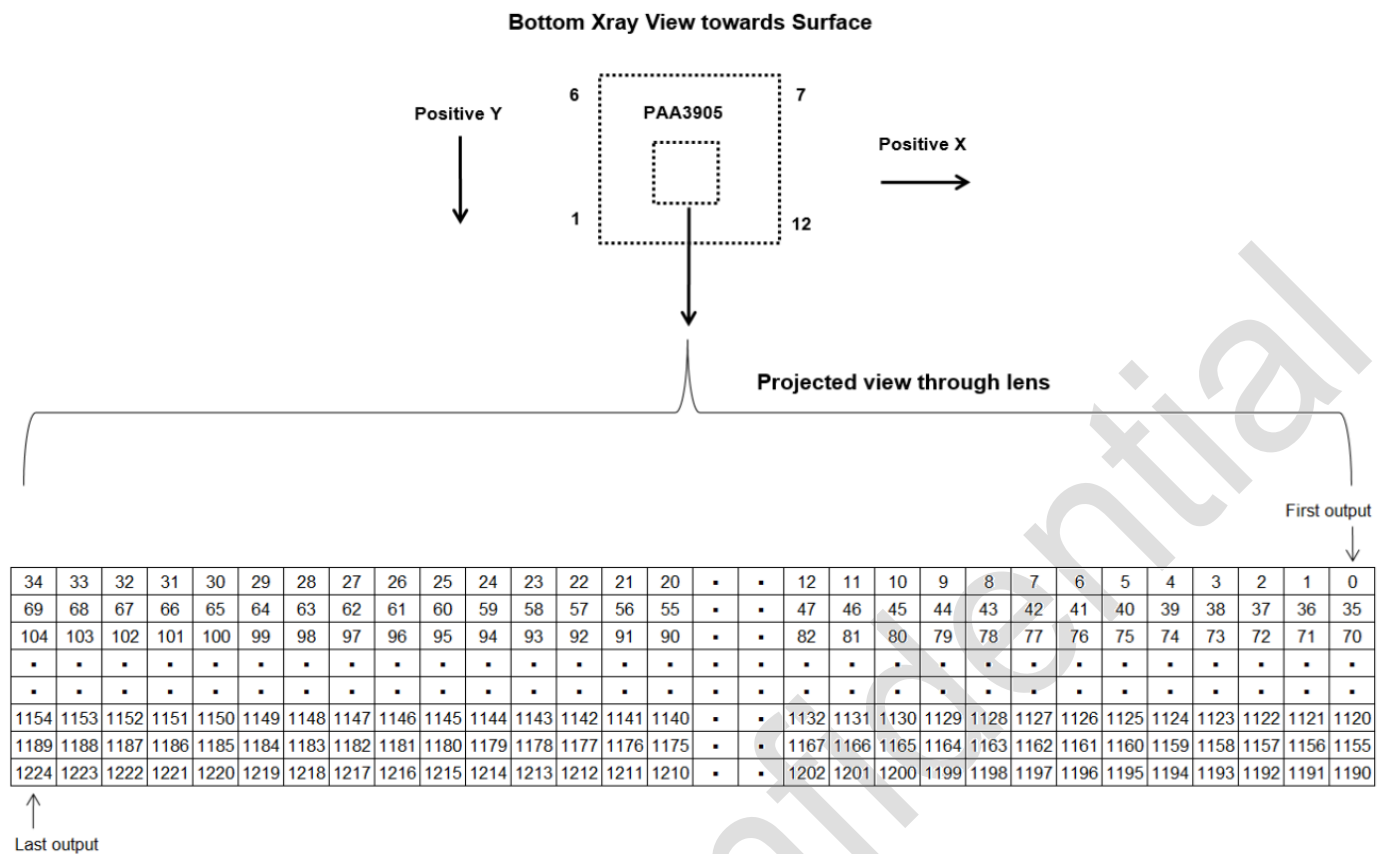 Bottom Xray View towards Surface
6
7
Positive Y
PAA3905
Positive X
1
12
Projected view through lens
First output
34 33 32 31 30 29 28 27 26 25 24 23 22 21 20 ▪ ▪ 12 11 10 9 8 7 6 5 4 3 2 1 0
69 68 67 66 65 64 63 62 61 60 59 58 57 56 55 ▪ ▪ 47 46 45 44 43 42 41 40 39 38 37 36 35
104 103 102 101 100 99 98 97 96 95 94 93 92 91 90 ▪ ▪ 82 81 80 79 78 77 76 75 74 73 72 71 70
▪ ▪ ▪ ▪ ▪ ▪ ▪ ▪ ▪ ▪ ▪ ▪ ▪ ▪ ▪ ▪ ▪ ▪ ▪ ▪ ▪ ▪ ▪ ▪ ▪ ▪ ▪ ▪ ▪ ▪
▪ ▪ ▪ ▪ ▪ ▪ ▪ ▪ ▪ ▪ ▪ ▪ ▪ ▪ ▪ ▪ ▪ ▪ ▪ ▪ ▪ ▪ ▪ ▪ ▪ ▪ ▪ ▪ ▪ ▪
1154 1153 1152 1151 1150 1149 1148 1147 1146 1145 1144 1143 1142 1141 1140 ▪ ▪ 1132 1131 1130 1129 1128 1127 1126 1125 1124 1123 1122 1121 1120
1189 1188 1187 1186 1185 1184 1183 1182 1181 1180 1179 1178 1177 1176 1175 ▪ ▪ 1167 1166 1165 1164 1163 1162 1161 1160 1159 1158 1157 1156 1155
1224 1223 1222 1221 1220 1219 1218 1217 1216 1215 1214 1213 1212 1211 1210 ▪ ▪ 1202 1201 1200 1199 1198 1197 1196 1195 1194 1193 1192 1191 1190
Last output
nfidential